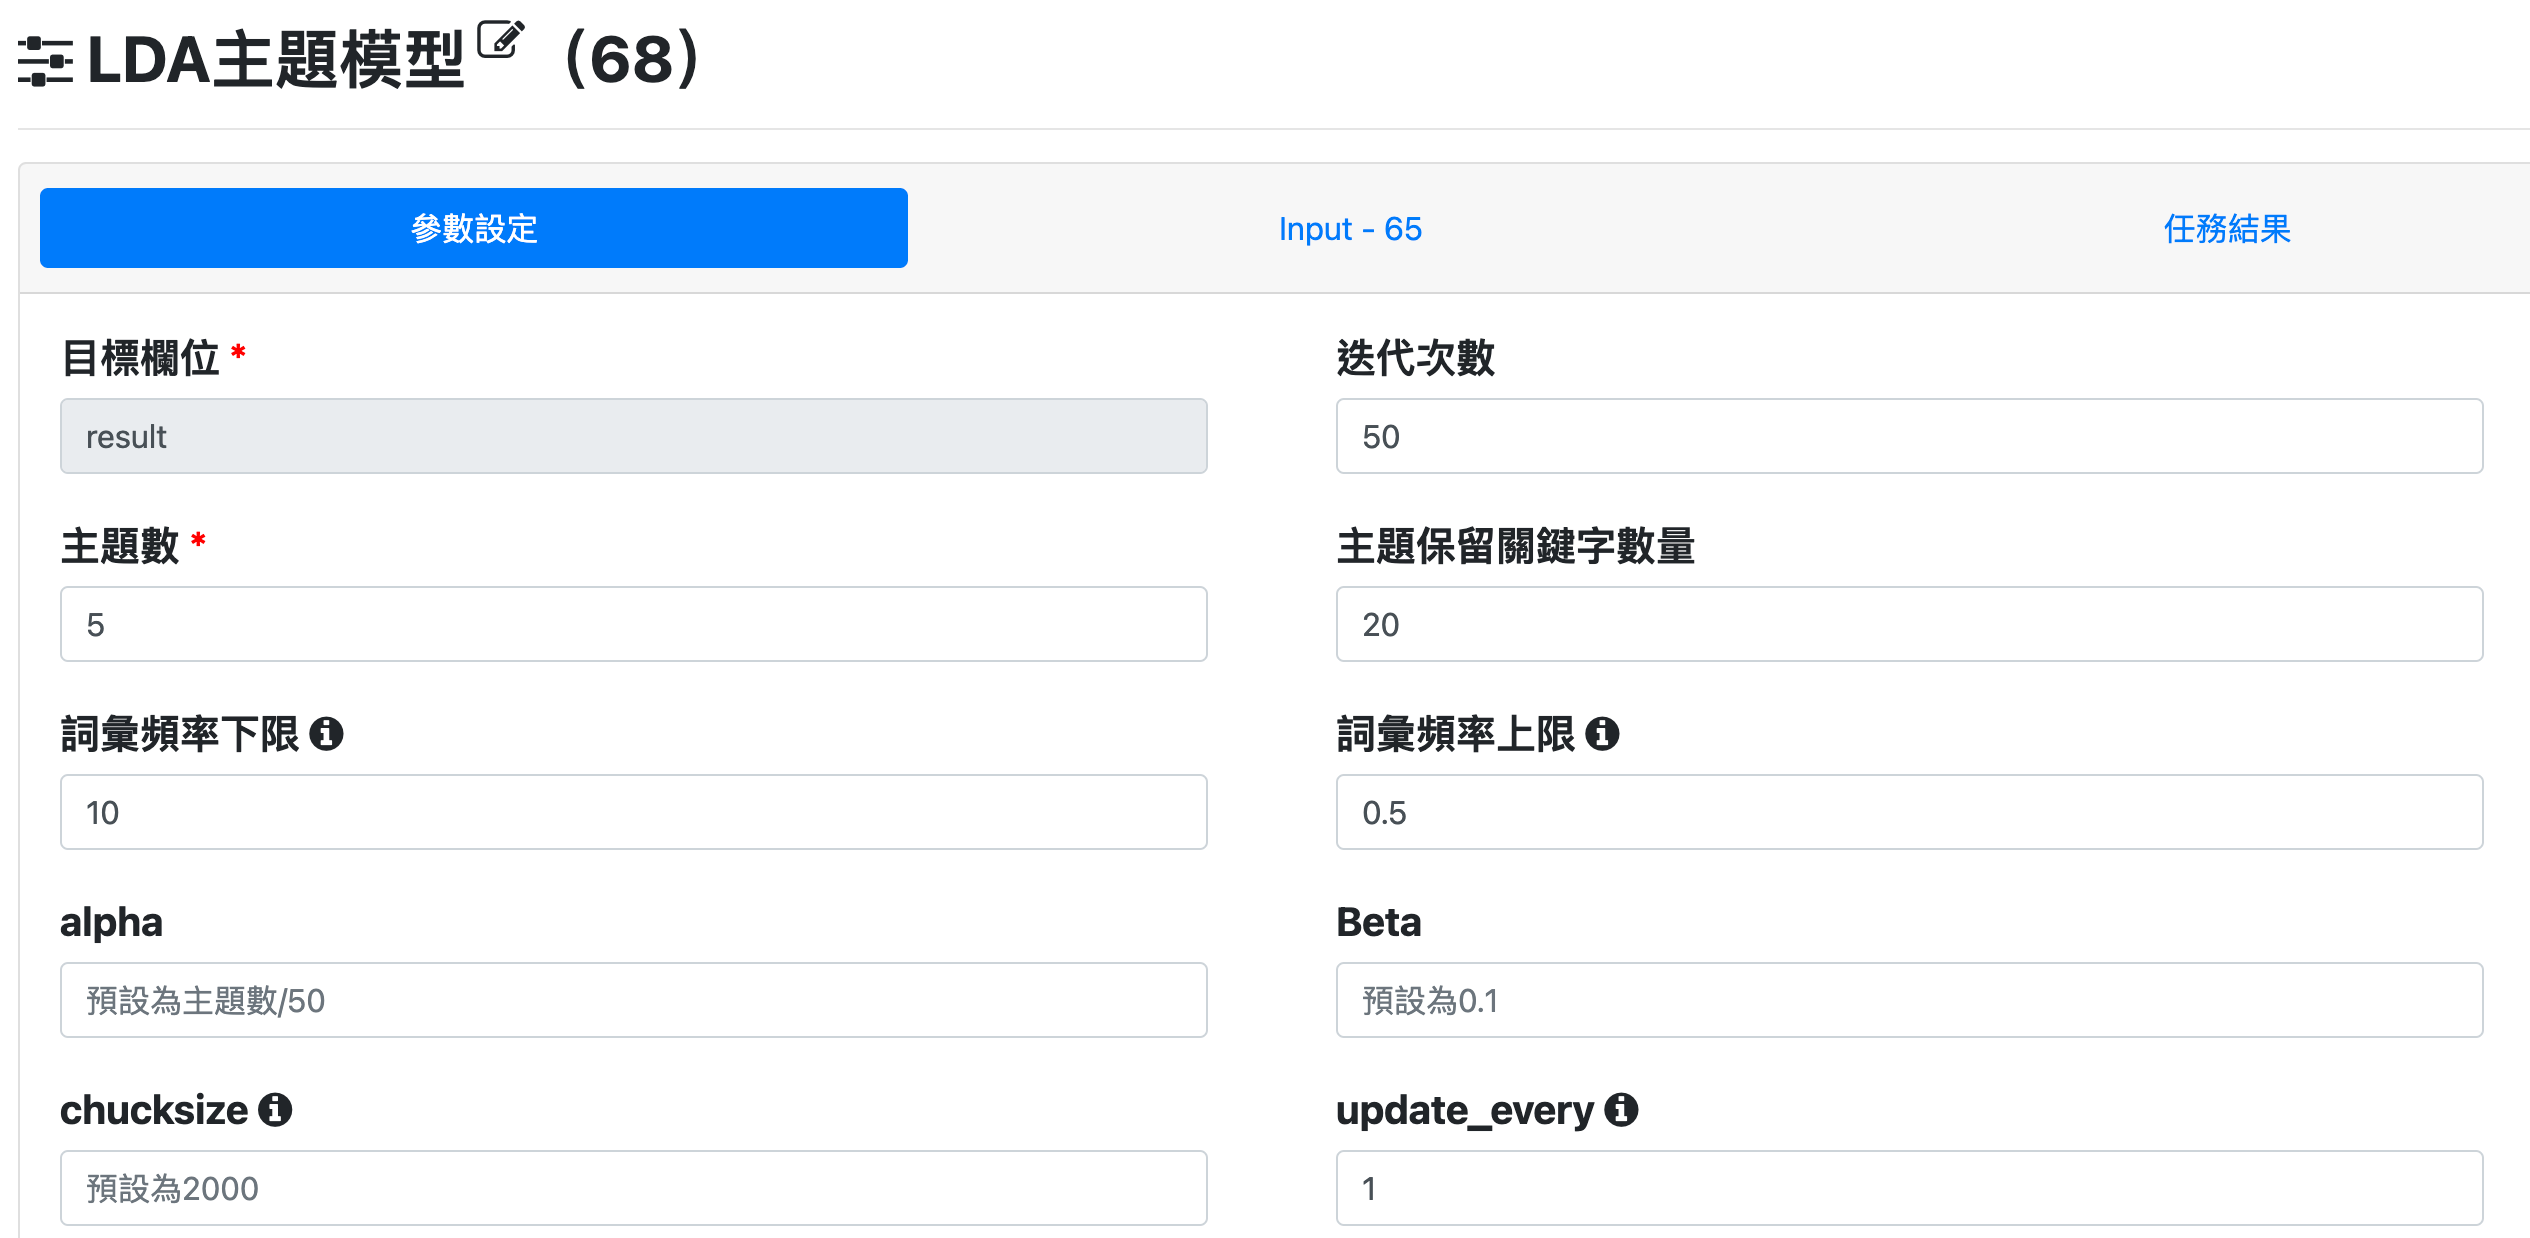 LDA主題模型 (68)
參數設定 Input - 65 任務結果
目標欄位 * 迭代次數
result 50
主題數 * 主題保留關鍵字數量
5 20
詞彙頻率下限 詞彙頻率上限
10 0.5
alpha Beta
預設為主題數/50 預設為0.1
chucksize update_every
預設為2000 1